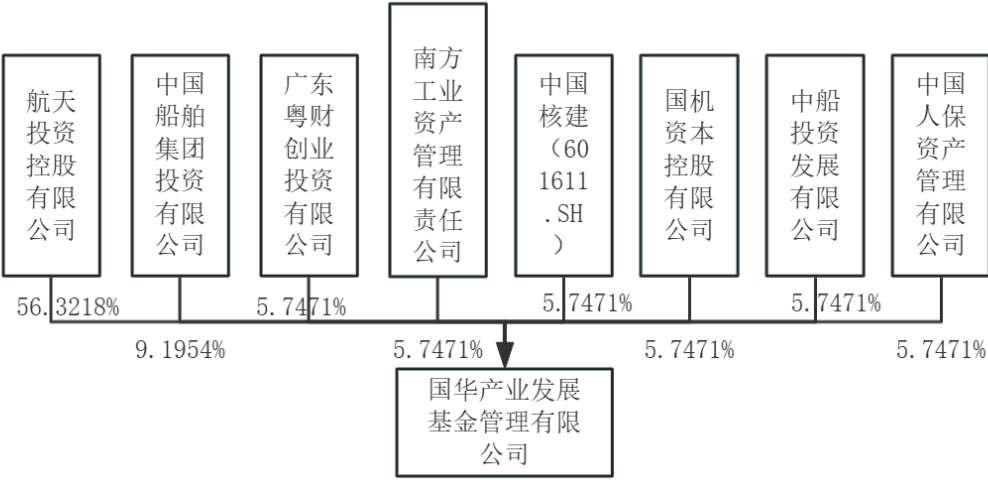 航天
投资
控股
有限
公司
中国
船舶
集团
投资
有限
公司
广东
粤财
创业
投资
有限
公司
南方
工业
资产
管理
有限
责任
公司
中国
核建
（60
1611
.SH
）
国机
资本
控股
有限
公司
中船
投资
发展
有限
公司
中国
人保
资产
管理
有限
公司
56.3218%
9.1954%
5.7471%
5.7471%
5.7471%
5.7471%
5.7471%
5.7471%
国华产业发展
基金管理有限
公司